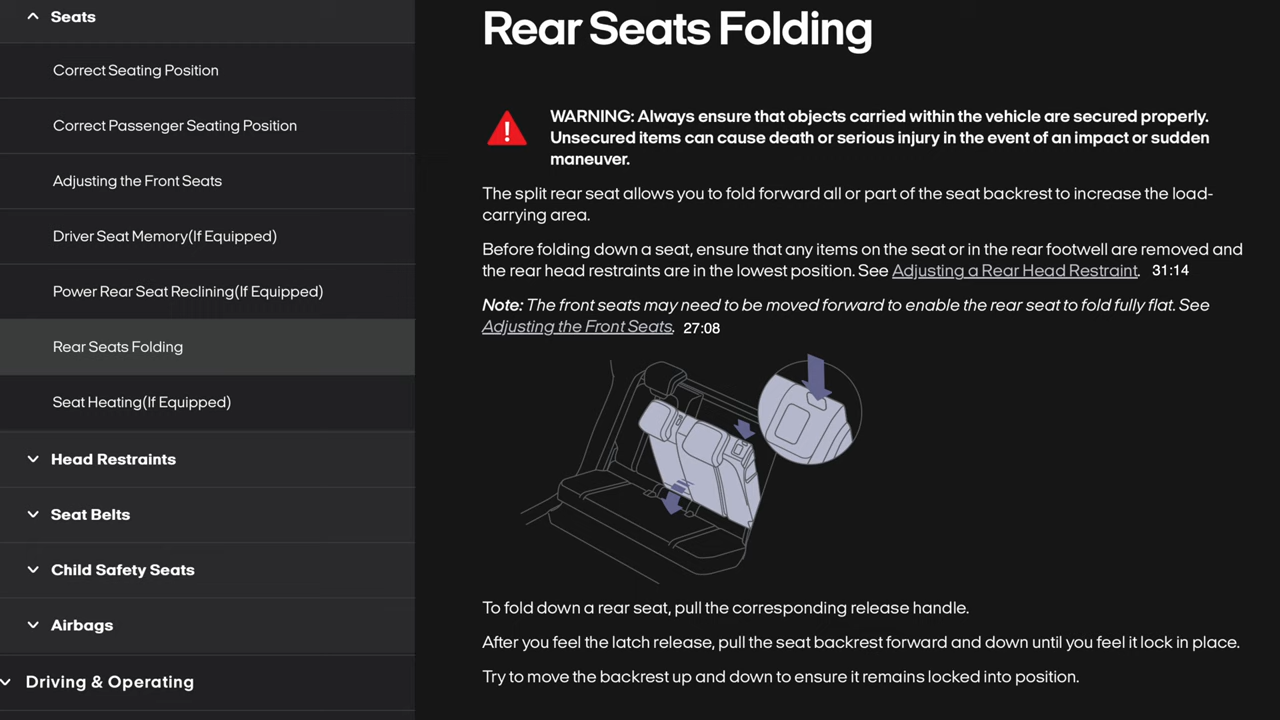 Seats
Correct Seating Position
Correct Passenger Seating Position
Adjusting the Front Seats
Driver Seat Memory(If Equipped)
Power Rear Seat Reclining(If Equipped)
Rear Seats Folding
Seat Heating(If Equipped)
Head Restraints
Seat Belts
Child Safety Seats
Airbags
Driving & Operating
Rear Seats Folding
WARNING: Always ensure that objects carried within the vehicle are secured properly.
Unsecured items can cause death or serious injury in the event of an impact or sudden
maneuver.
The split rear seat allows you to fold forward all or part of the seat backrest to increase the load-
carrying area.
Before folding down a seat, ensure that any items on the seat or in the rear footwell are removed and
the rear head restraints are in the lowest position. See Adjusting a Rear Head Restraint. 31:14
Note: The front seats may need to be moved forward to enable the rear seat to fold fully flat. See
Adjusting the Front Seats. 27:08
To fold down a rear seat, pull the corresponding release handle.
After you feel the latch release, pull the seat backrest forward and down until you feel it lock in place.
Try to move the backrest up and down to ensure it remains locked into position.